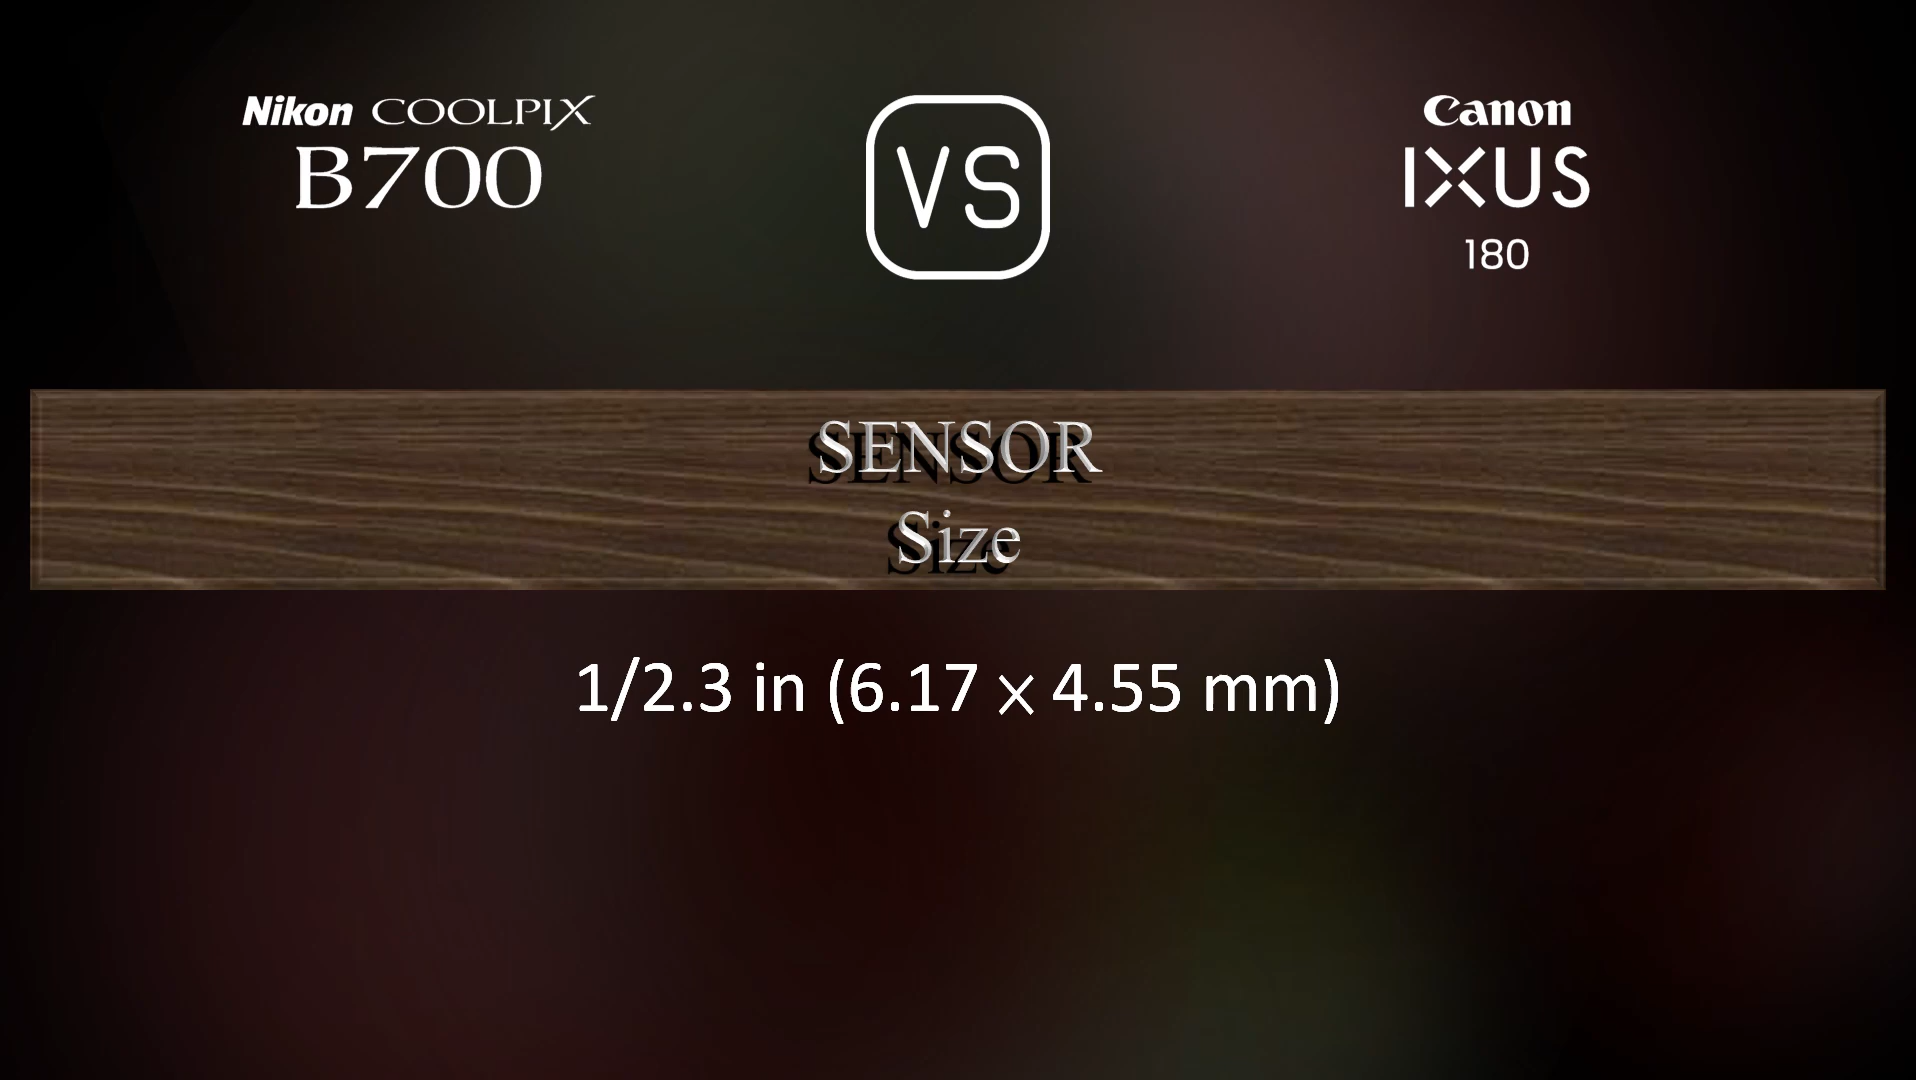 Nikon COOLPIX
B700
VS
Canon
IXUS
180
SENSOR
Size
1/2.3 in (6.17 x 4.55 mm)